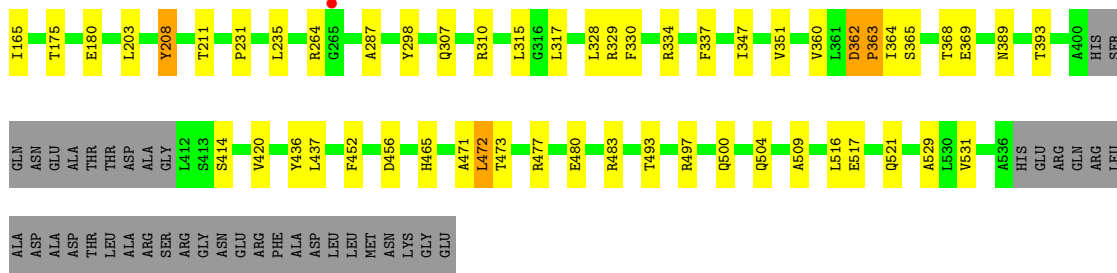 I165 T175 E180 L203 Y208 T211 P231 L235 R264 G265 A287 Y298 Q307 R310 L315 G316 L317 L328 R329 F330 R334 F337 I347 V351 V360 L361 D362 P363 I364 S365 T368 E369 N389 T393 A400 HIS SER
GLN ASN GLU ALA THR THR ASP ALA GLY L412 S413 S414 V420 Y436 L437 F452 D456 H465 A471 L472 T473 R477 E480 R483 T493 R497 Q500 Q504 A509 L516 E517 Q521 A529 L530 V531 A536 HIS GLU ARG GLN ARG LEU
ALA ASP ALA ASP THR LEU ALA ARG SER ARG GLY ASN GLU ARG PHE ALA ASP LEU LEU MET ASN LYS GLY GLU